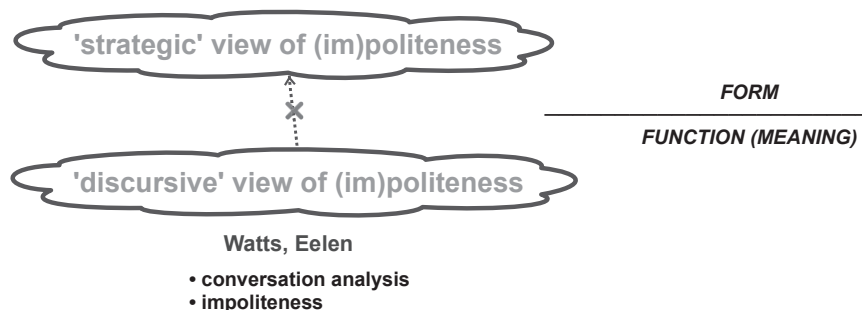 'strategic' view of (im)politeness
FORM
FUNCTION (MEANING)
'discursive' view of (im)politeness
Watts, Eelen
• conversation analysis
• impoliteness